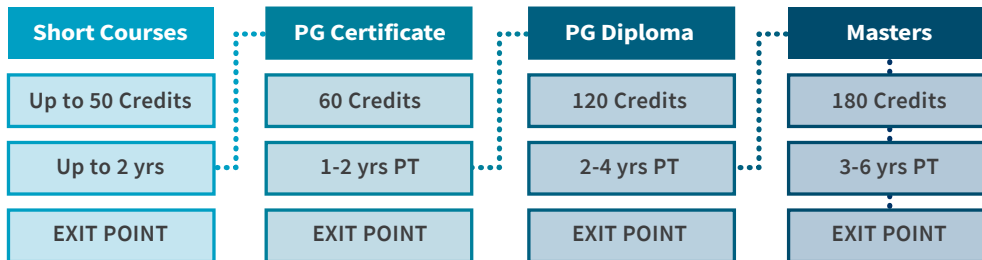 Short Courses
Up to 50 Credits
Up to 2 yrs
EXIT POINT
PG Certificate
60 Credits
1-2 yrs PT
EXIT POINT
PG Diploma
120 Credits
2-4 yrs PT
EXIT POINT
Masters
180 Credits
3-6 yrs PT
EXIT POINT